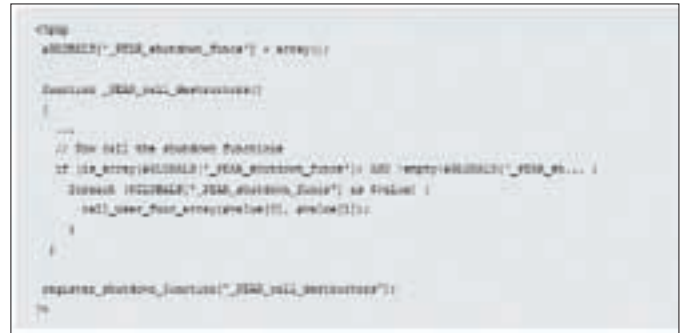 <?php
$GLOBALS["_PEAR_shutdown_funcs"] = array();
function _PEAR_call_destructors()
{
...
// Now call the shutdown functions
if (is_array($GLOBALS["_PEAR_shutdown_funcs"]) AND !empty($GLOBALS["_PEAR_sh... {
foreach ($GLOBALS["_PEAR_shutdown_funcs"] as $value) {
call_user_func_array($value[0], $value[1]);
}
}
register_shutdown_function("_PEAR_call_destructors");
?>